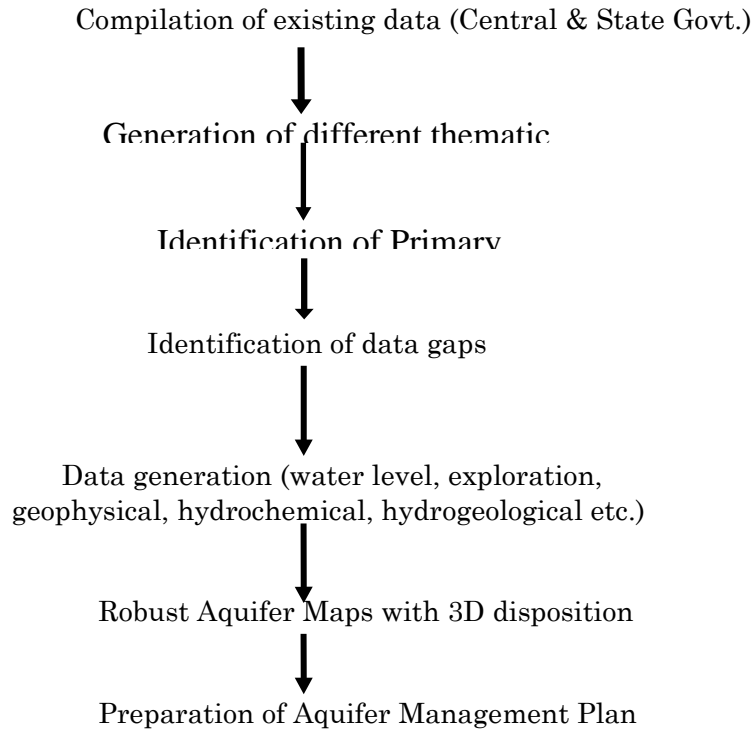 Compilation of existing data (Central & State Govt.)
Generation of different thematic
Identification of Primary
Identification of data gaps
Data generation (water level, exploration,
geophysical, hydrochemical, hydrogeological etc.)
Robust Aquifer Maps with 3D disposition
Preparation of Aquifer Management Plan